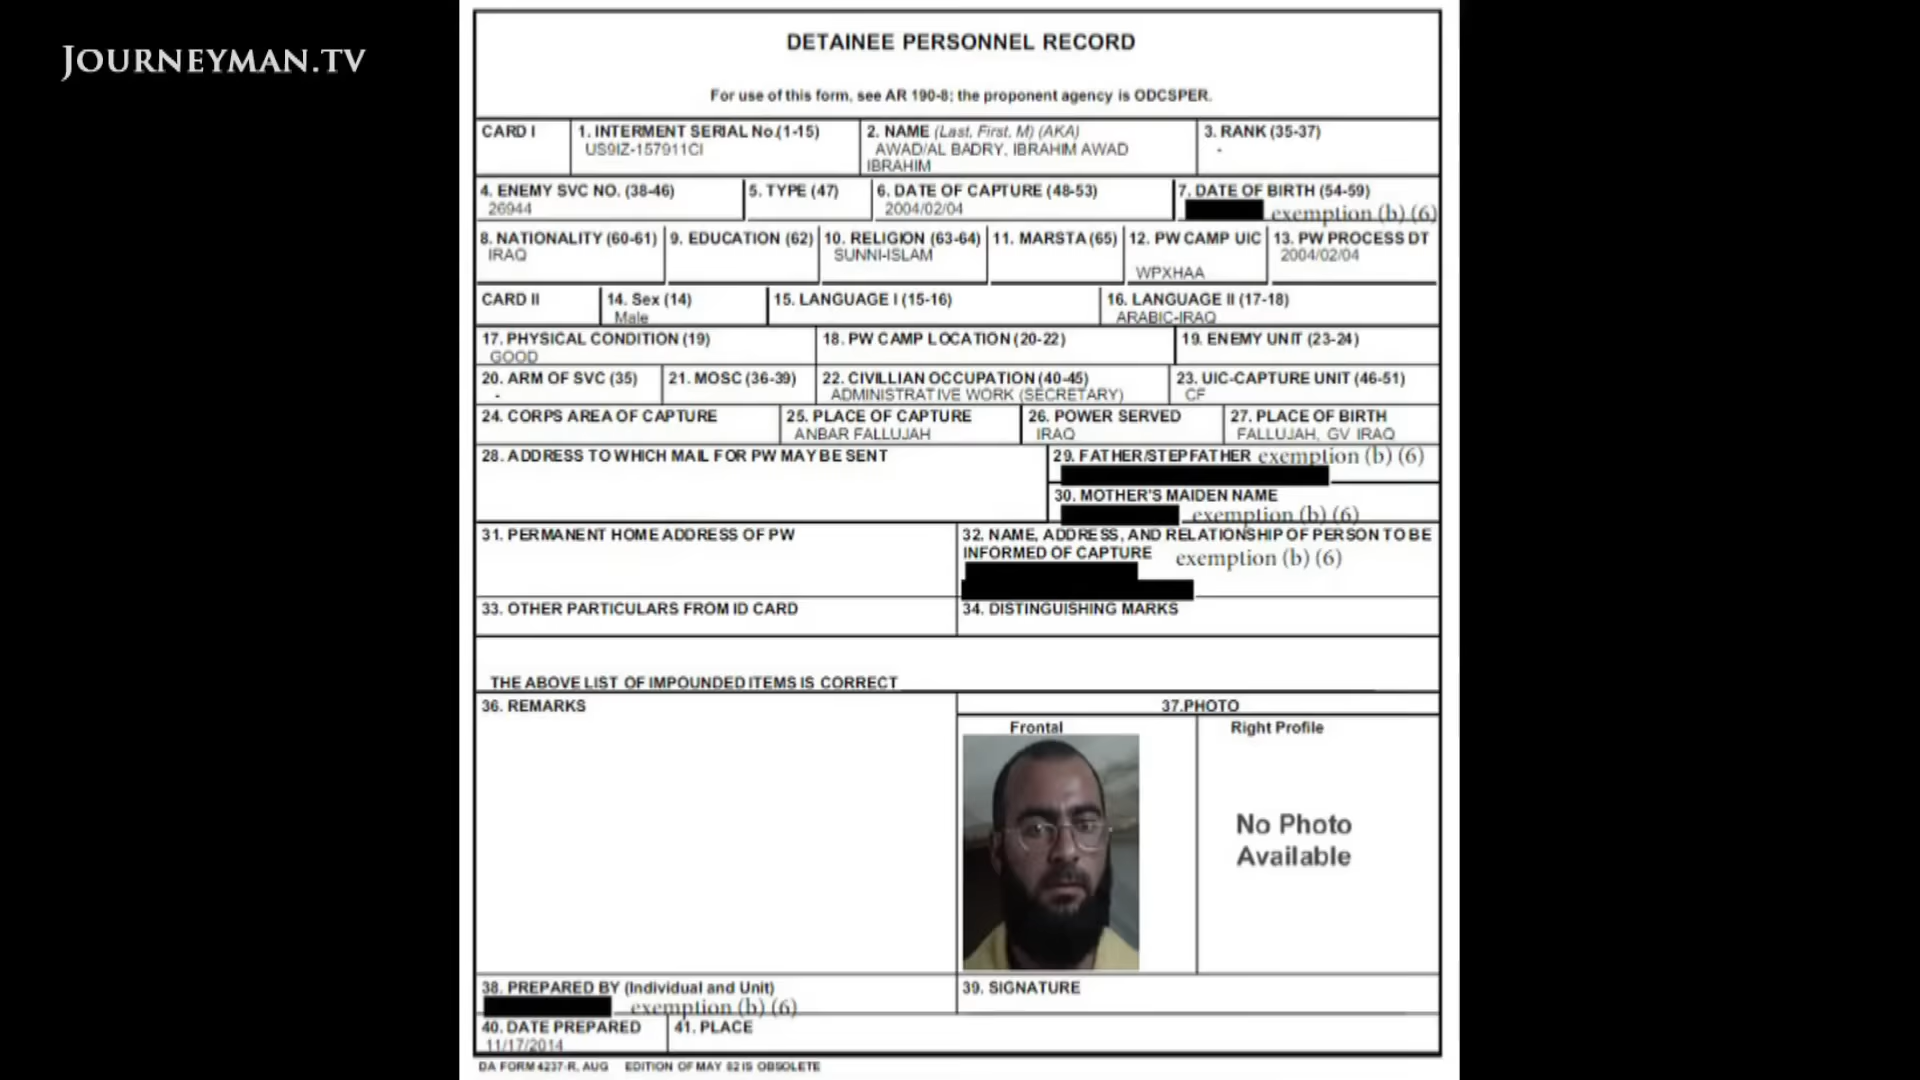 JOURNEYMAN.TV
DETAINEE PERSONNEL RECORD
For use of this form, see AR 190-8; the proponent agency is ODCSPER.
CARD I
1. INTERMENT SERIAL No.(1-15)
US9IZ-157911CI
2. NAME (Last, First, M) (AKA)
AWAD/AL BADRY, IBRAHIM AWAD
IBRAHIM
3. RANK (35-37)
-
4. ENEMY SVC NO. (38-46)
26944
5. TYPE (47)
6. DATE OF CAPTURE (48-53)
2004/02/04
7. DATE OF BIRTH (54-59)
exemption (b) (6)
8. NATIONALITY (60-61)
IRAQ
9. EDUCATION (62)
10. RELIGION (63-64)
SUNNI-ISLAM
11. MARSTA (65)
12. PW CAMP UIC
WPXHAA
13. PW PROCESS DT
2004/02/04
CARD II
14. Sex (14)
Male
15. LANGUAGE I (15-16)
16. LANGUAGE II (17-18)
ARABIC-IRAQ
17. PHYSICAL CONDITION (19)
GOOD
18. PW CAMP LOCATION (20-22)
19. ENEMY UNIT (23-24)
20. ARM OF SVC (35)
-
21. MOSC (36-39)
22. CIVILLIAN OCCUPATION (40-45)
ADMINISTRATIVE WORK (SECRETARY)
23. UIC-CAPTURE UNIT (46-51)
CF
24. CORPS AREA OF CAPTURE
25. PLACE OF CAPTURE
ANBAR FALLUJAH
26. POWER SERVED
IRAQ
27. PLACE OF BIRTH
FALLUJAH, GV IRAQ
28. ADDRESS TO WHICH MAIL FOR PW MAY BE SENT
29. FATHER/STEPFATHER exemption (b) (6)
30. MOTHER'S MAIDEN NAME
exemption (b) (6)
31. PERMANENT HOME ADDRESS OF PW
32. NAME, ADDRESS, AND RELATIONSHIP OF PERSON TO BE
INFORMED OF CAPTURE exemption (b) (6)
33. OTHER PARTICULARS FROM ID CARD
34. DISTINGUISHING MARKS
THE ABOVE LIST OF IMPOUNDED ITEMS IS CORRECT
36. REMARKS
37.PHOTO
Frontal
Right Profile
No Photo
Available
38. PREPARED BY (Individual and Unit)
exemption (b) (6)
39. SIGNATURE
40. DATE PREPARED
11/17/2014
41. PLACE
DA FORM 4237-R, AUG EDITION OF MAY 82 IS OBSOLETE